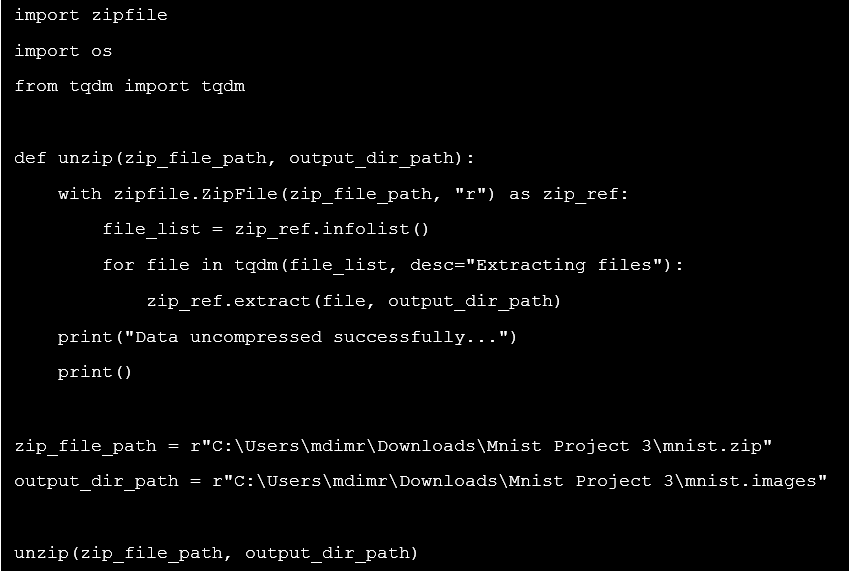 import zipfile
import os
from tqdm import tqdm
def unzip(zip_file_path, output_dir_path):
    with zipfile.ZipFile(zip_file_path, "r") as zip_ref:
        file_list = zip_ref.infolist()
        for file in tqdm(file_list, desc="Extracting files"):
            zip_ref.extract(file, output_dir_path)
    print("Data uncompressed successfully...")
    print()
zip_file_path = r"C:\Users\mdimr\Downloads\Mnist Project 3\mnist.zip"
output_dir_path = r"C:\Users\mdimr\Downloads\Mnist Project 3\mnist.images"
unzip(zip_file_path, output_dir_path)